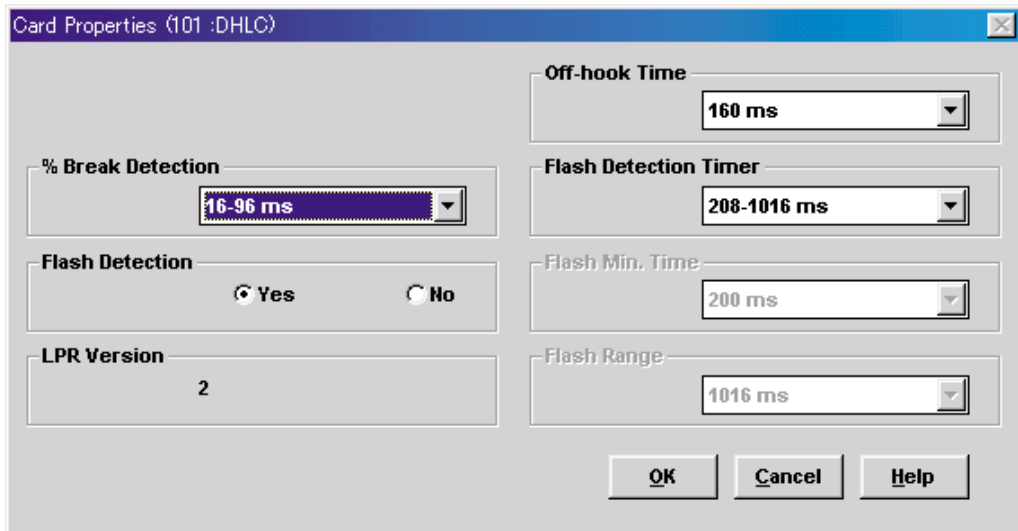 Card Properties (101 :DHLC)
Off-hook Time
160 ms
% Break Detection
16-96 ms
Flash Detection Timer
208-1016 ms
Flash Detection
Yes No
Flash Min. Time
200 ms
LPR Version
2
Flash Range
1016 ms
OK Cancel Help